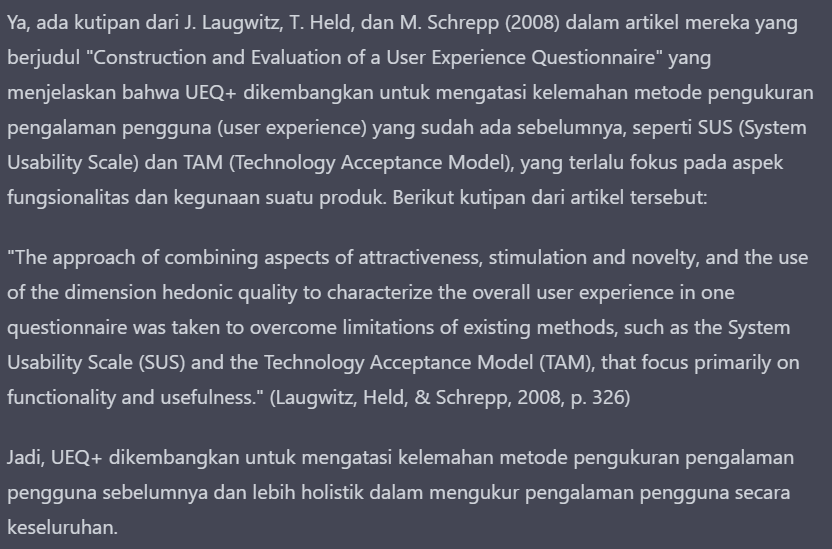 Ya, ada kutipan dari J. Laugwitz, T. Held, dan M. Schrepp (2008) dalam artikel mereka yang
berjudul "Construction and Evaluation of a User Experience Questionnaire" yang
menjelaskan bahwa UEQ+ dikembangkan untuk mengatasi kelemahan metode pengukuran
pengalaman pengguna (user experience) yang sudah ada sebelumnya, seperti SUS (System
Usability Scale) dan TAM (Technology Acceptance Model), yang terlalu fokus pada aspek
fungsionalitas dan kegunaan suatu produk. Berikut kutipan dari artikel tersebut:
"The approach of combining aspects of attractiveness, stimulation and novelty, and the use
of the dimension hedonic quality to characterize the overall user experience in one
questionnaire was taken to overcome limitations of existing methods, such as the System
Usability Scale (SUS) and the Technology Acceptance Model (TAM), that focus primarily on
functionality and usefulness." (Laugwitz, Held, & Schrepp, 2008, p. 326)
Jadi, UEQ+ dikembangkan untuk mengatasi kelemahan metode pengukuran pengalaman
pengguna sebelumnya dan lebih holistik dalam mengukur pengalaman pengguna secara
keseluruhan.